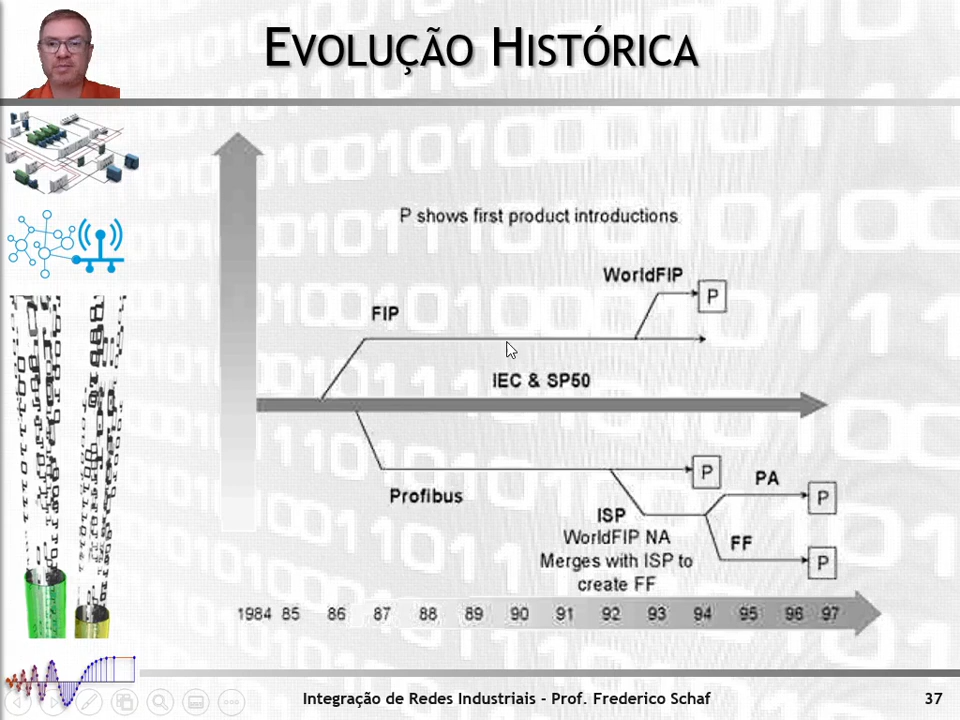 EVOLUÇÃO HISTÓRICA
P shows first product introductions
WorldFIP
P
FIP
IEC & SP50
Profibus
P
PA
P
ISP
WorldFIP NA
Merges with ISP to
create FF
FF
P
1984 85 86 87 88 89 90 91 92 93 94 95 96 97
Integração de Redes Industriais - Prof. Frederico Schaf
37